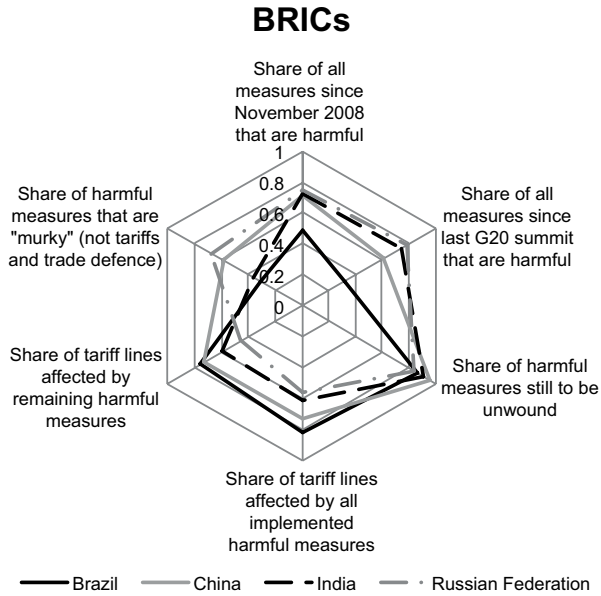 BRICs
Share of all
measures since
November 2008
that are harmful
1
0.8
0.6
0.4
0.2
0
Share of all
measures since
last G20 summit
that are harmful
Share of harmful
measures still to be
unwound
Share of tariff lines
affected by all
implemented
harmful measures
Share of tariff lines
affected by
remaining harmful
measures
Share of harmful
measures that are
"murky" (not tariffs
and trade defence)
Brazil China India Russian Federation